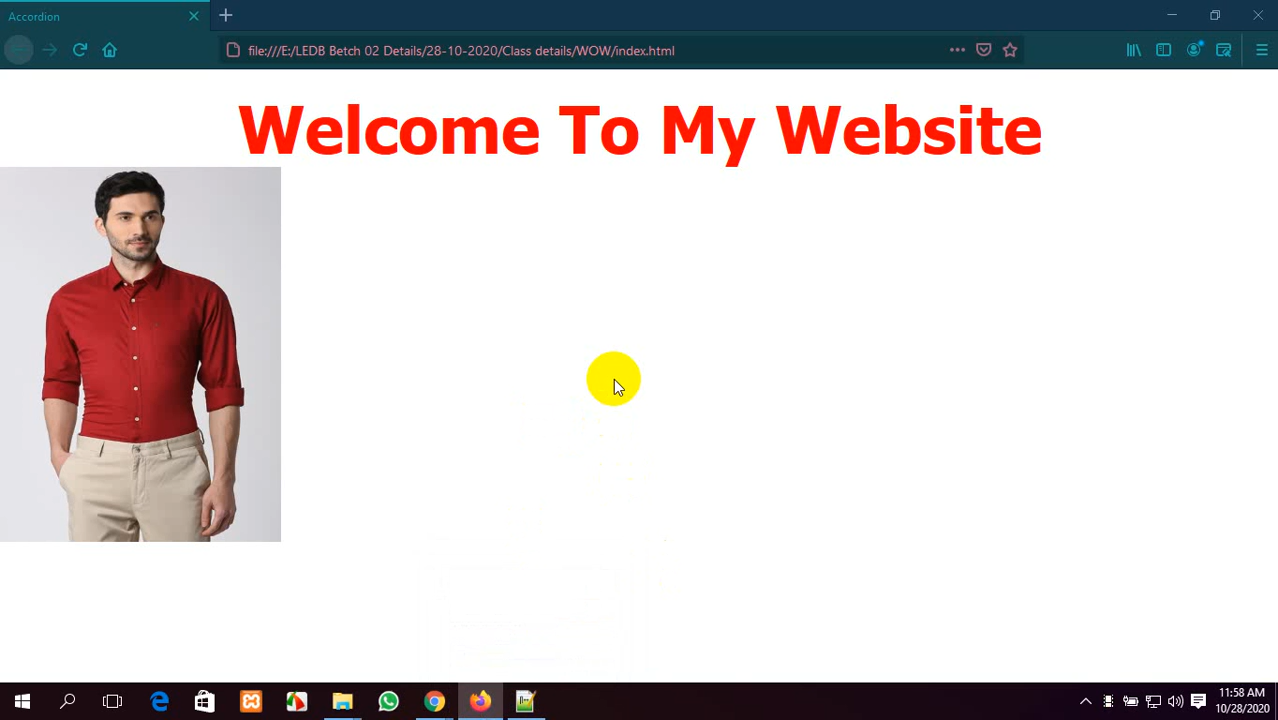 Accordion
file:///E:/LEDB Betch 02 Details/28-10-2020/Class details/WOW/index.html
Welcome To My Website
11:58 AM
10/28/2020